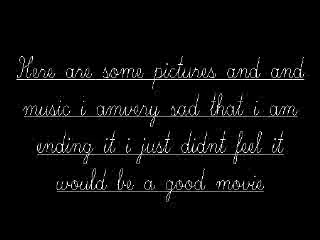 Here are some pictures and and
music i amvery sad that i am
ending it i just didnt feel it
would be a good movie